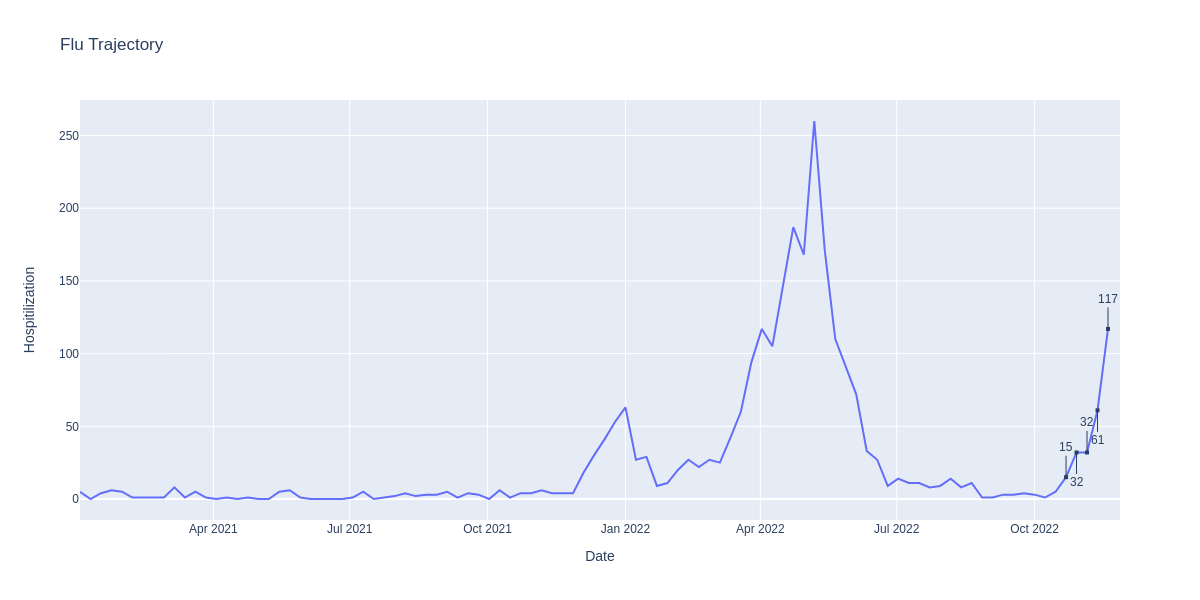 Flu Trajectory
250
200
150
100
50
0
Hospitilization
117
32
61
15
32
Apr 2021
Jul 2021
Oct 2021
Jan 2022
Apr 2022
Jul 2022
Oct 2022
Date